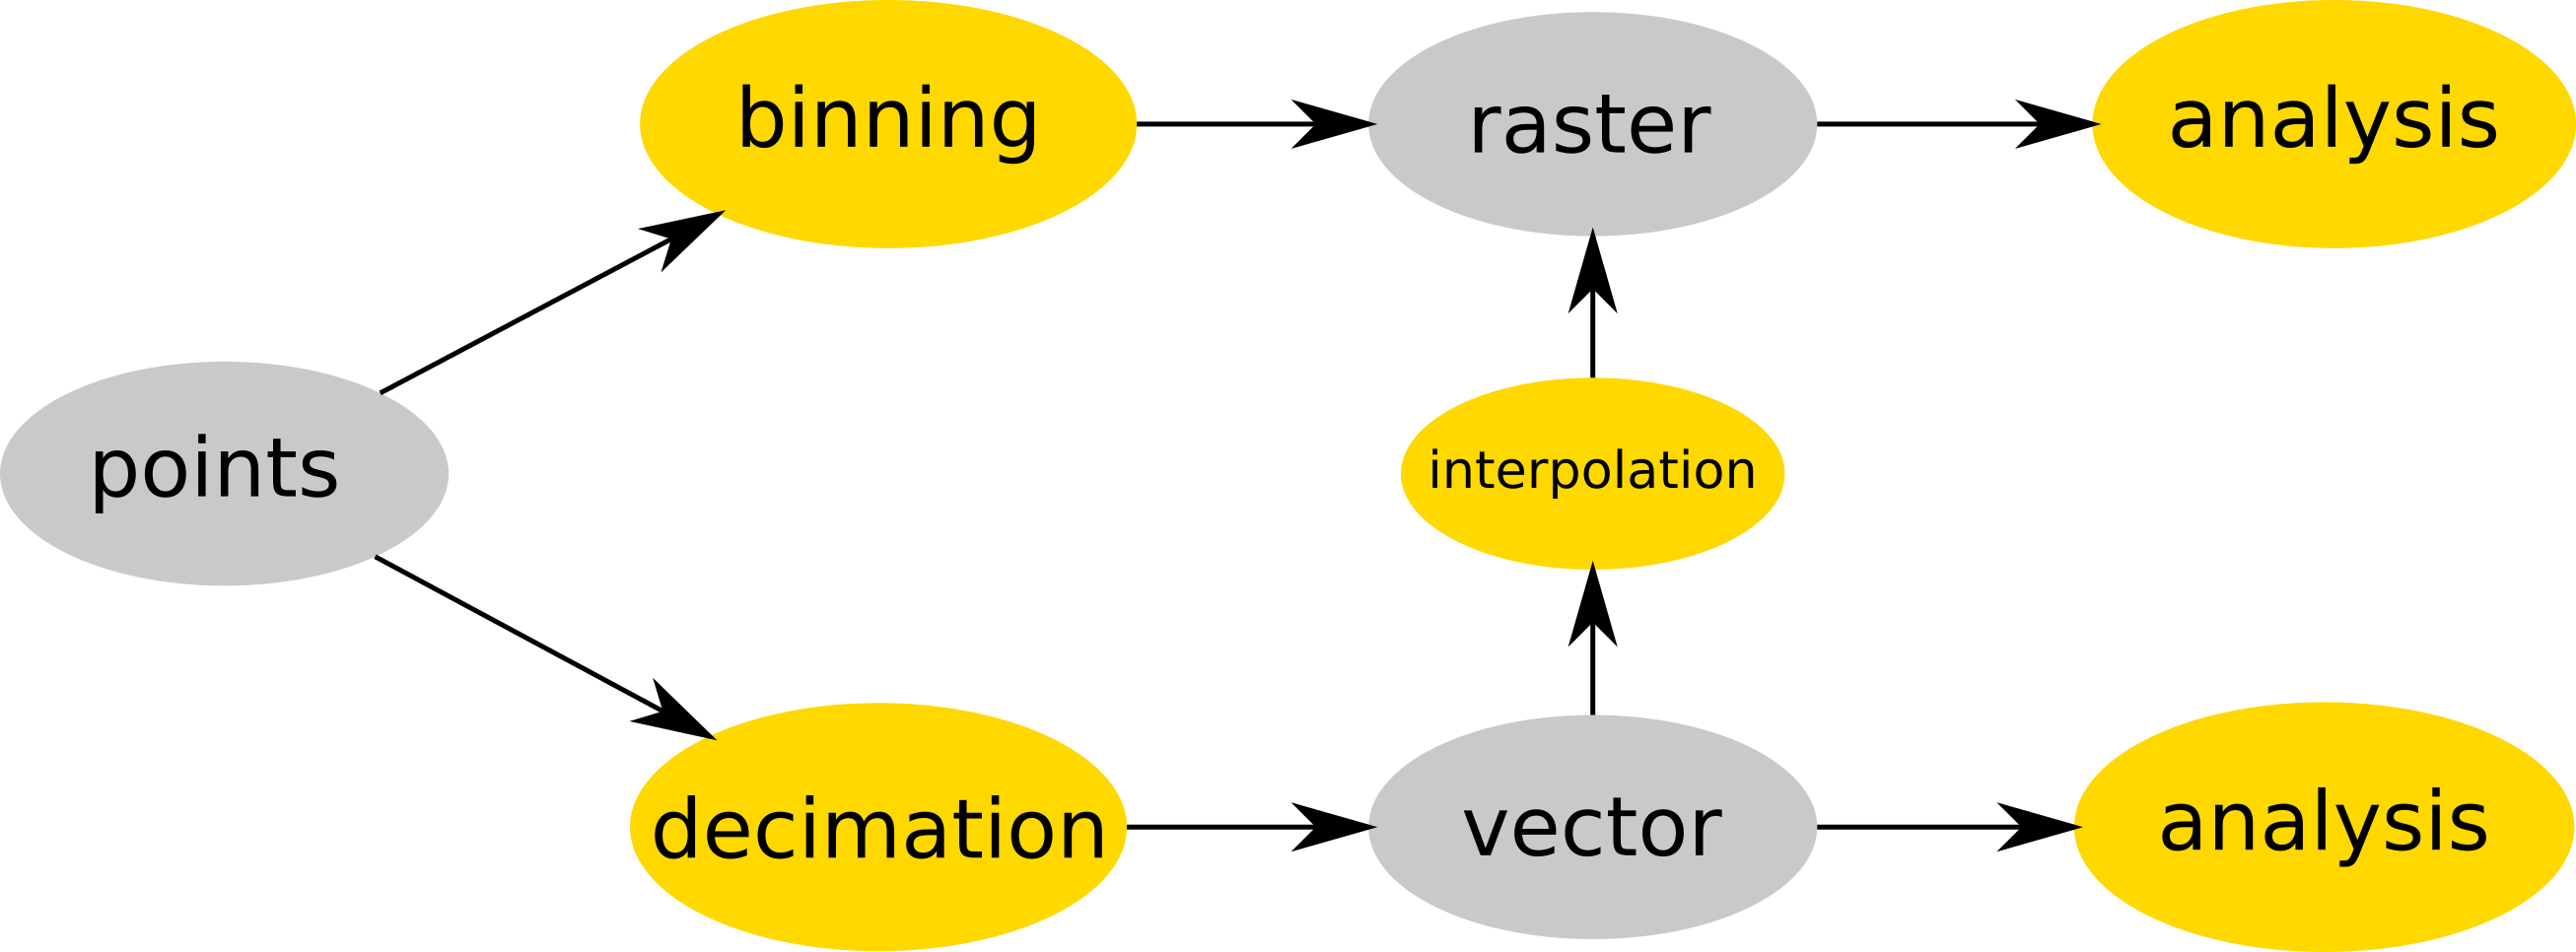 binning
raster
analysis
points
interpolation
decimation
vector
analysis